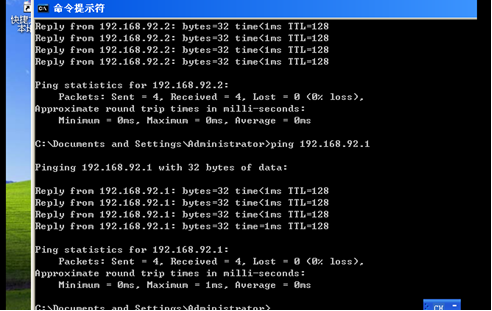 命令提示符
快捷
本
Reply from 192.168.92.2: bytes=32 time<1ms TTL=128
Reply from 192.168.92.2: bytes=32 time<1ms TTL=128
Reply from 192.168.92.2: bytes=32 time<1ms TTL=128
Reply from 192.168.92.2: bytes=32 time<1ms TTL=128
Ping statistics for 192.168.92.2:
Packets: Sent = 4, Received = 4, Lost = 0 (0% loss),
Approximate round trip times in milli-seconds:
Minimum = 0ms, Maximum = 0ms, Average = 0ms
C:\Documents and Settings\Administrator>ping 192.168.92.1
Pinging 192.168.92.1 with 32 bytes of data:
Reply from 192.168.92.1: bytes=32 time<1ms TTL=128
Reply from 192.168.92.1: bytes=32 time<1ms TTL=128
Reply from 192.168.92.1: bytes=32 time<1ms TTL=128
Reply from 192.168.92.1: bytes=32 time=1ms TTL=128
Ping statistics for 192.168.92.1:
Packets: Sent = 4, Received = 4, Lost = 0 (0% loss),
Approximate round trip times in milli-seconds:
Minimum = 0ms, Maximum = 1ms, Average = 0ms
C:\Documents and Settings\Administrator>